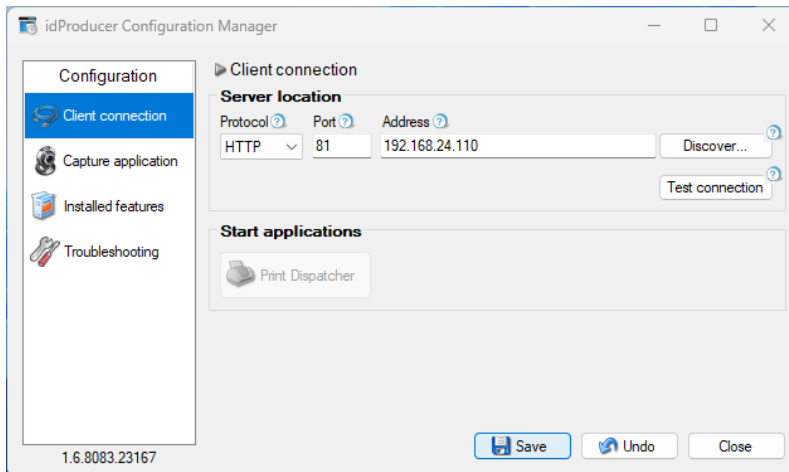 idProducer Configuration Manager
Configuration
Client connection
Capture application
Installed features
Troubleshooting
1.6.8083.23167
Client connection
Server location
Protocol ? Port ? Address ?
HTTP 81 192.168.24.110 Discover... ?
Test connection ?
Start applications
Print Dispatcher
Save Undo Close